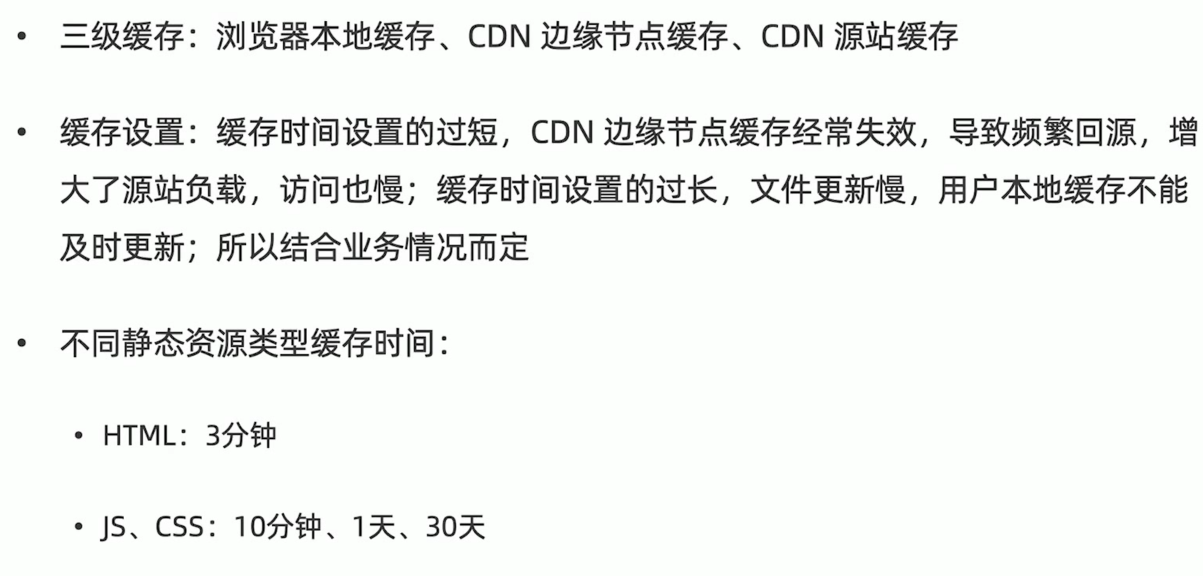 • 三级缓存：浏览器本地缓存、CDN 边缘节点缓存、CDN 源站缓存
• 缓存设置：缓存时间设置的过短，CDN 边缘节点缓存经常失效，导致频繁回源，增
大了源站负载，访问也慢；缓存时间设置的过长，文件更新慢，用户本地缓存不能
及时更新；所以结合业务情况而定
• 不同静态资源类型缓存时间：
• HTML：3分钟
• JS、CSS：10分钟、1天、30天